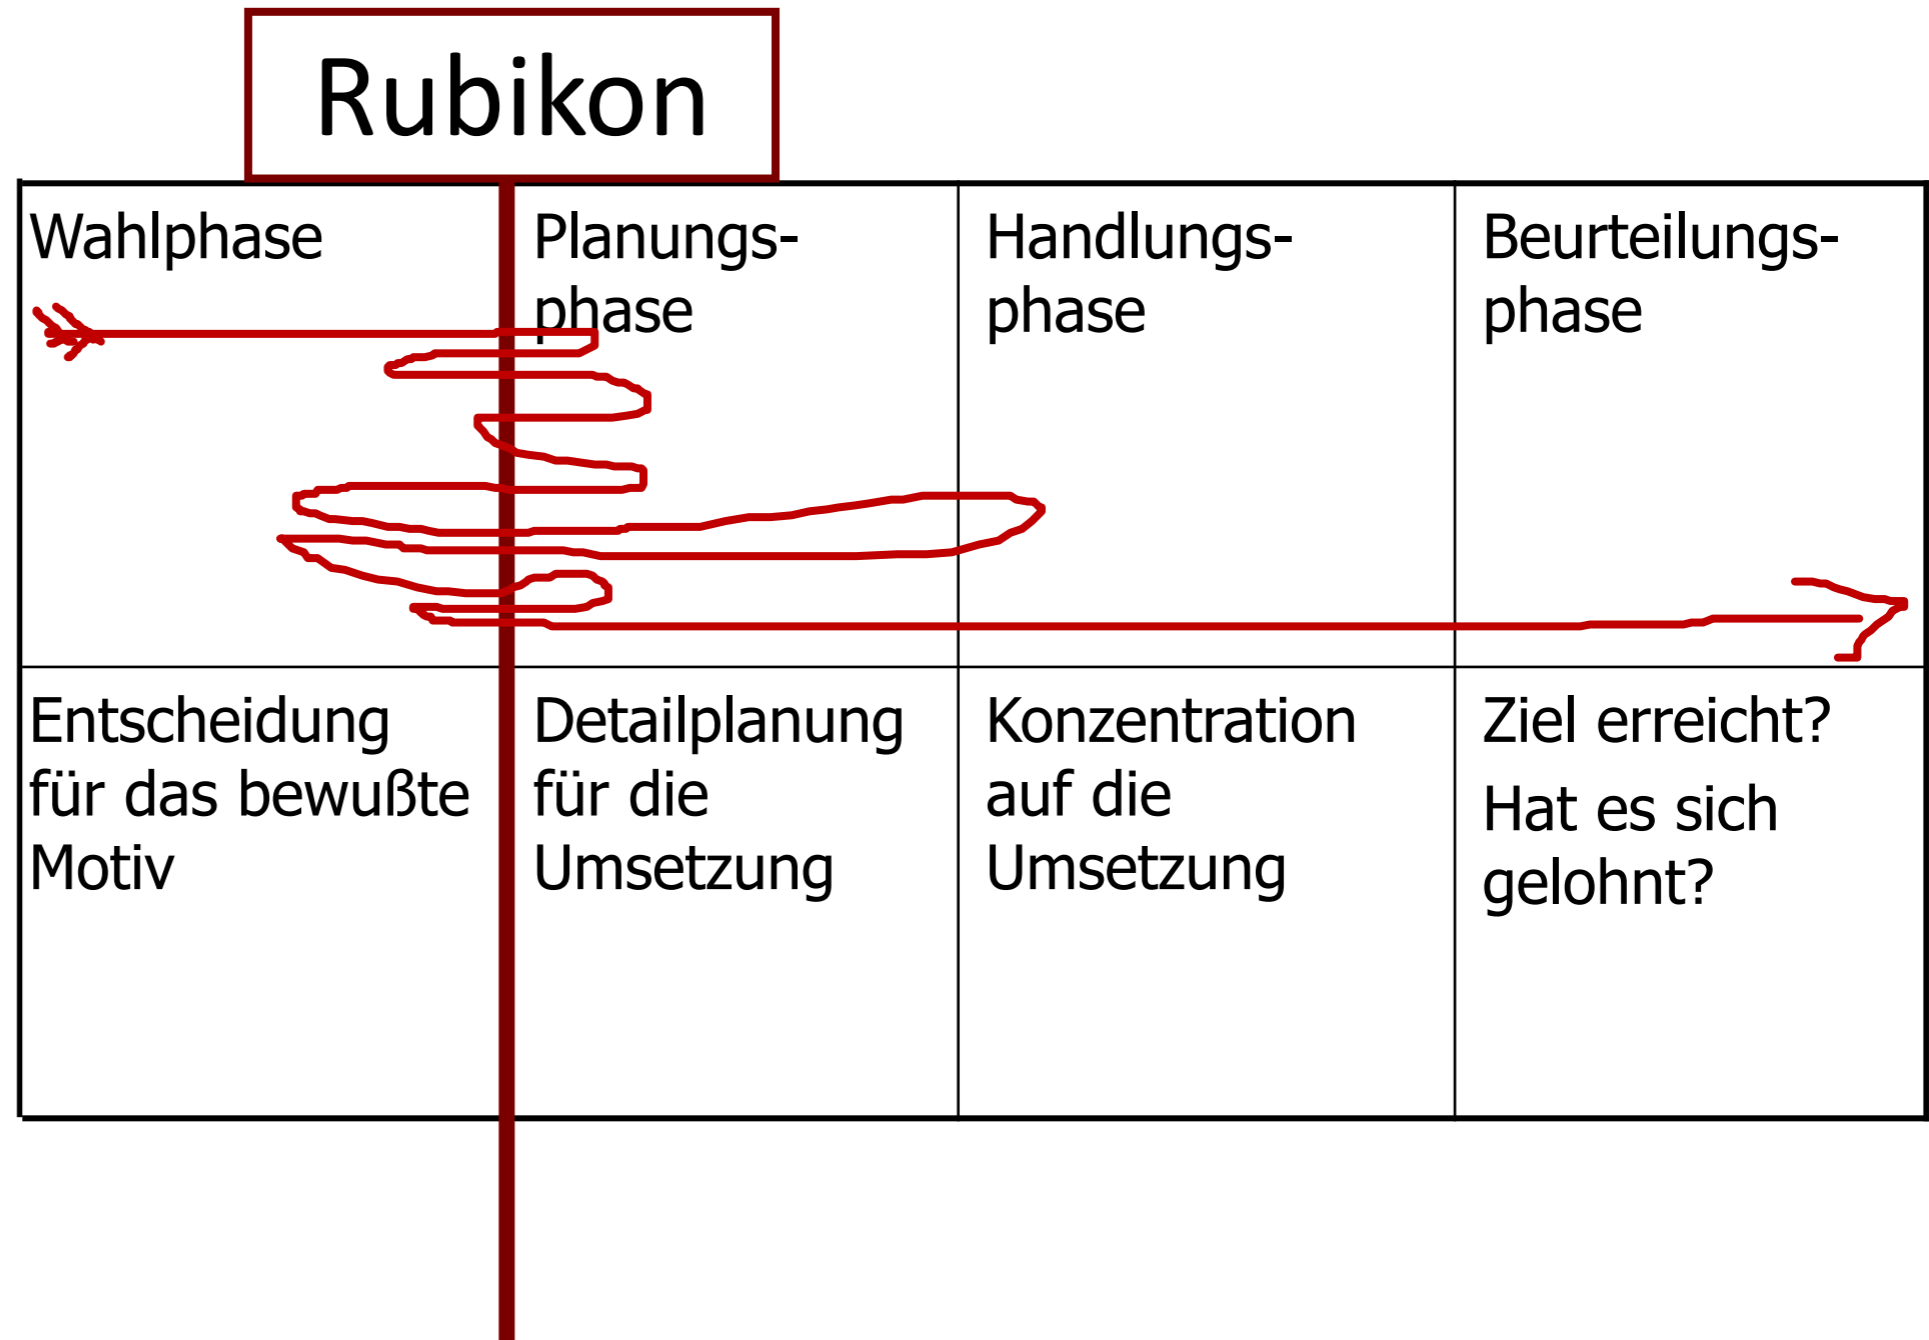 Rubikon
Wahlphase
Planungs-
phase
Handlungs-
phase
Beurteilungs-
phase
Entscheidung
für das bewußte
Motiv
Detailplanung
für die
Umsetzung
Konzentration
auf die
Umsetzung
Ziel erreicht?
Hat es sich
gelohnt?